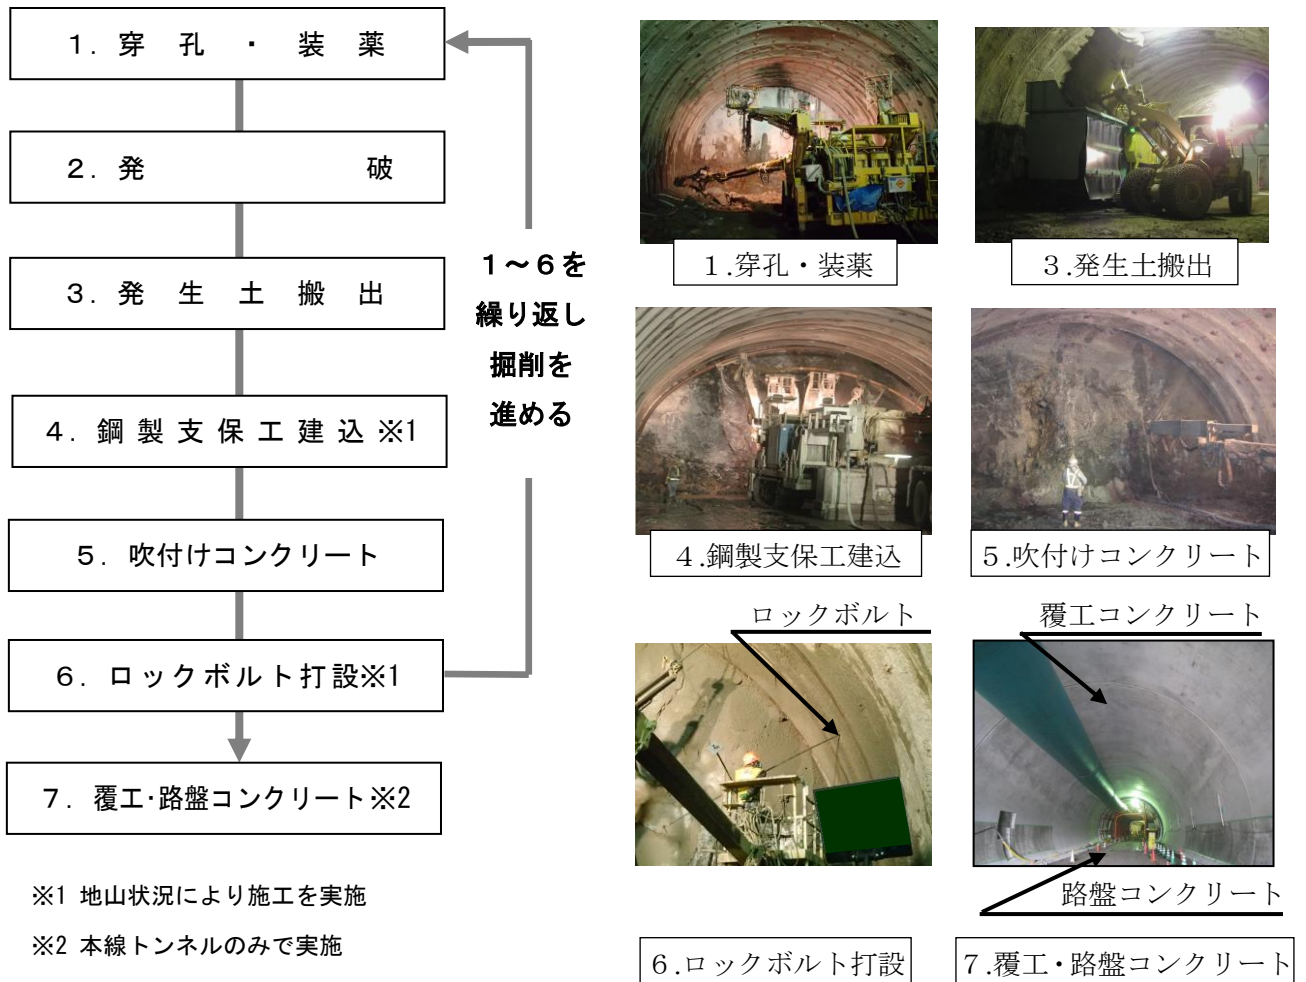 1．穿孔・装薬
2．発破
3．発生土搬出
4．鋼製支保工建込※1
5．吹付けコンクリート
6．ロックボルト打設※1
7．覆工･路盤コンクリート※2
1～6を
繰り返し
掘削を
進める
※1 地山状況により施工を実施
※2 本線トンネルのみで実施
1.穿孔・装薬
3.発生土搬出
4.鋼製支保工建込
5.吹付けコンクリート
ロックボルト
覆工コンクリート
路盤コンクリート
6.ロックボルト打設
7.覆工･路盤コンクリート